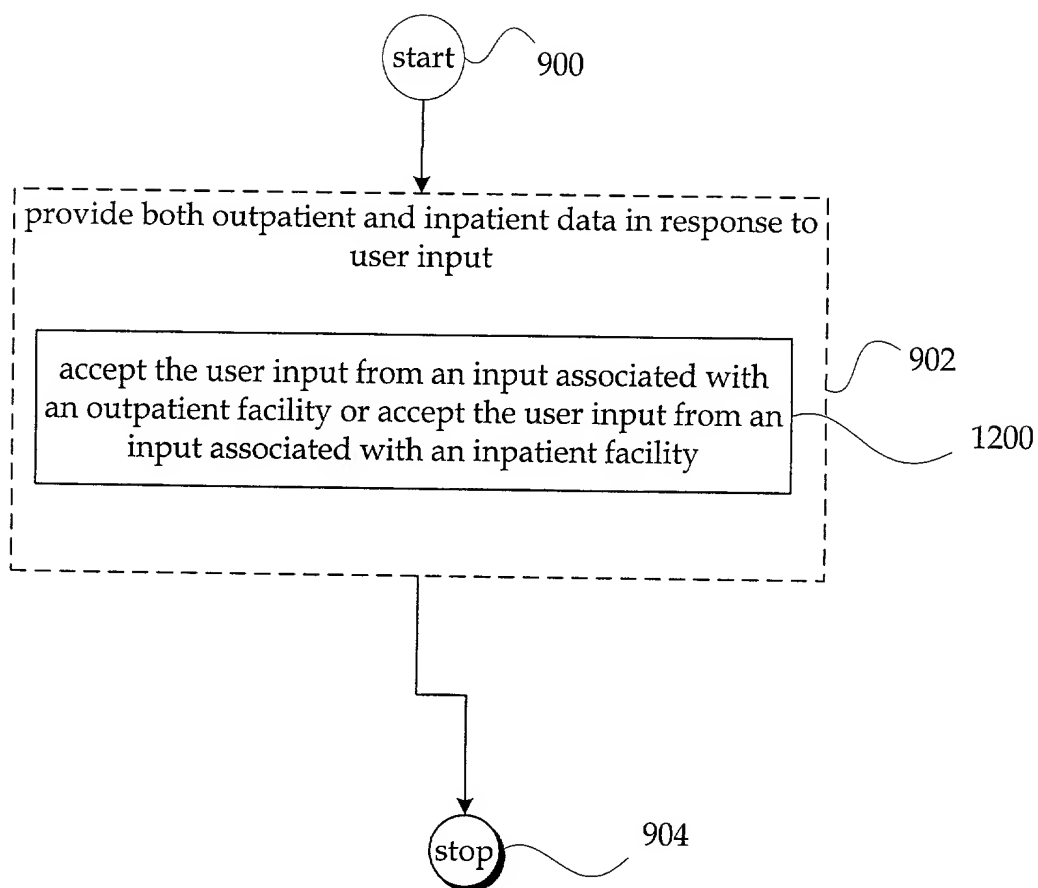 start
900
provide both outpatient and inpatient data in response to
user input
902
accept the user input from an input associated with
an outpatient facility or accept the user input from an
input associated with an inpatient facility
1200
stop
904